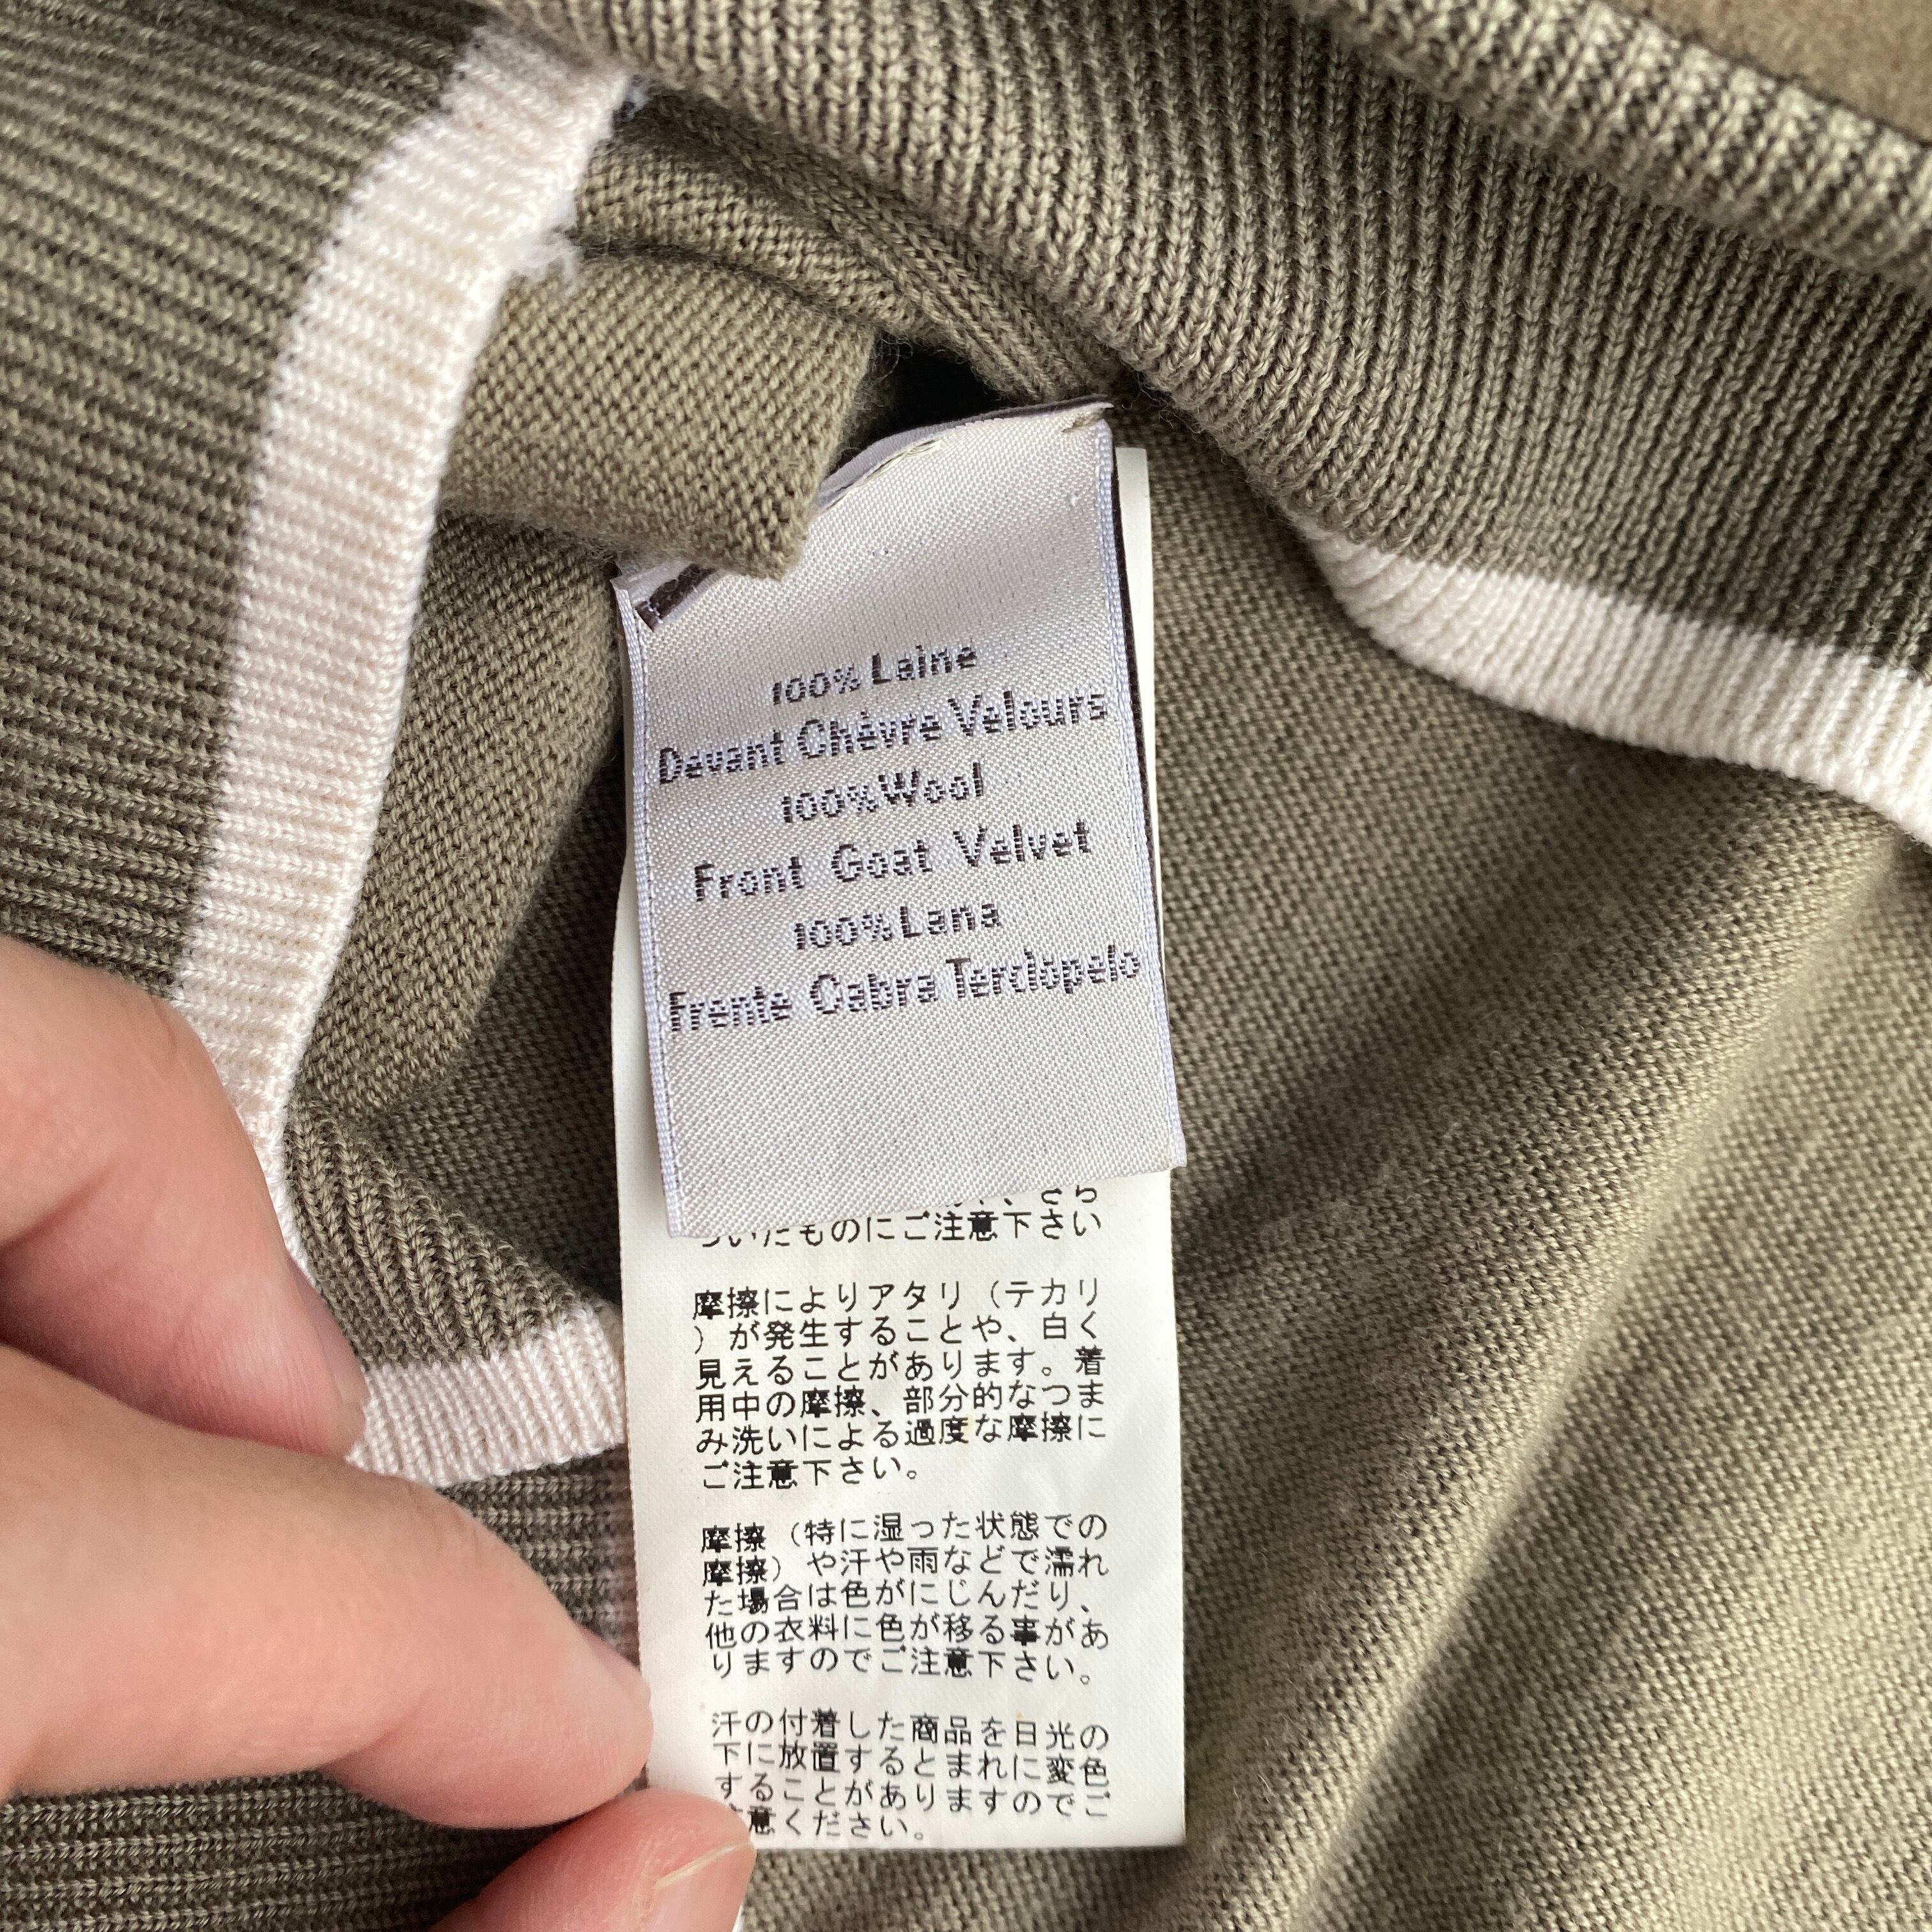 100% Laine
Devant Chèvre Velours
100% Wool
Front Goat Velvet
100% Lana
Frente Cabra Terciopelo
、さら
ついたものにご注意下さい
摩擦によりアタリ（テカリ
）が発生することや、白く
見えることがあります。着
用中の摩擦、部分的なつま
み洗いによる過度な摩擦に
ご注意下さい。
摩擦（特に湿った状態での
摩擦）や汗や雨などで濡れ
た場合は色がにじんだり、
他の衣料に色が移る事があ
りますのでご注意下さい。
汗の付着した商品を日光の
下に放置するとまれに変色
することがありますのでご
意ください。